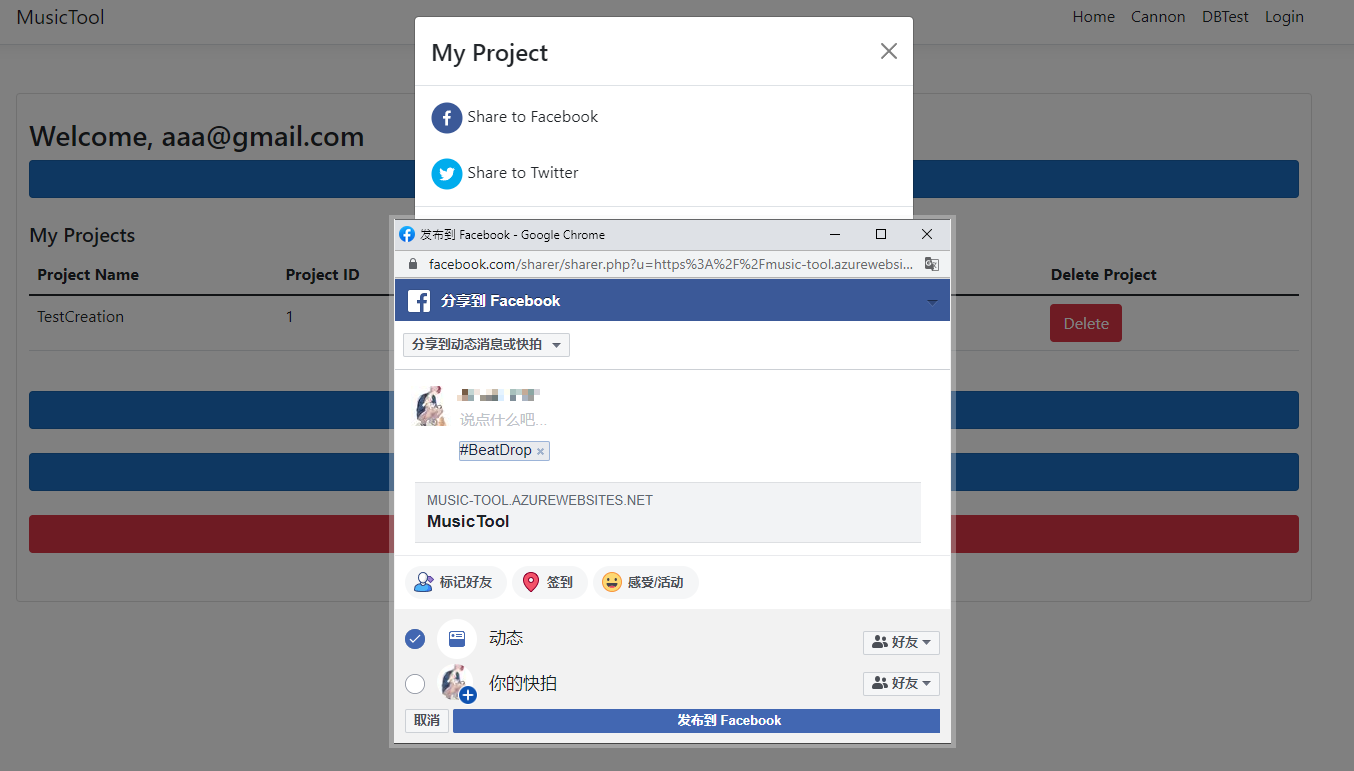 MusicTool
Home Cannon DBTest Login
My Project
Share to Facebook
Share to Twitter
Welcome, aaa@gmail.com
My Projects
Project Name Project ID Delete Project
TestCreation 1 Delete
发布到 Facebook - Google Chrome
facebook.com/sharer/sharer.php?u=https%3A%2F%2Fmusic-tool.azurewebsi...
分享到 Facebook
分享到动态消息或快拍
说点什么吧...
#BeatDrop
MUSIC-TOOL.AZUREWEBSITES.NET
MusicTool
标记好友 签到 感受/活动
动态 好友
你的快拍 好友
取消 发布到 Facebook